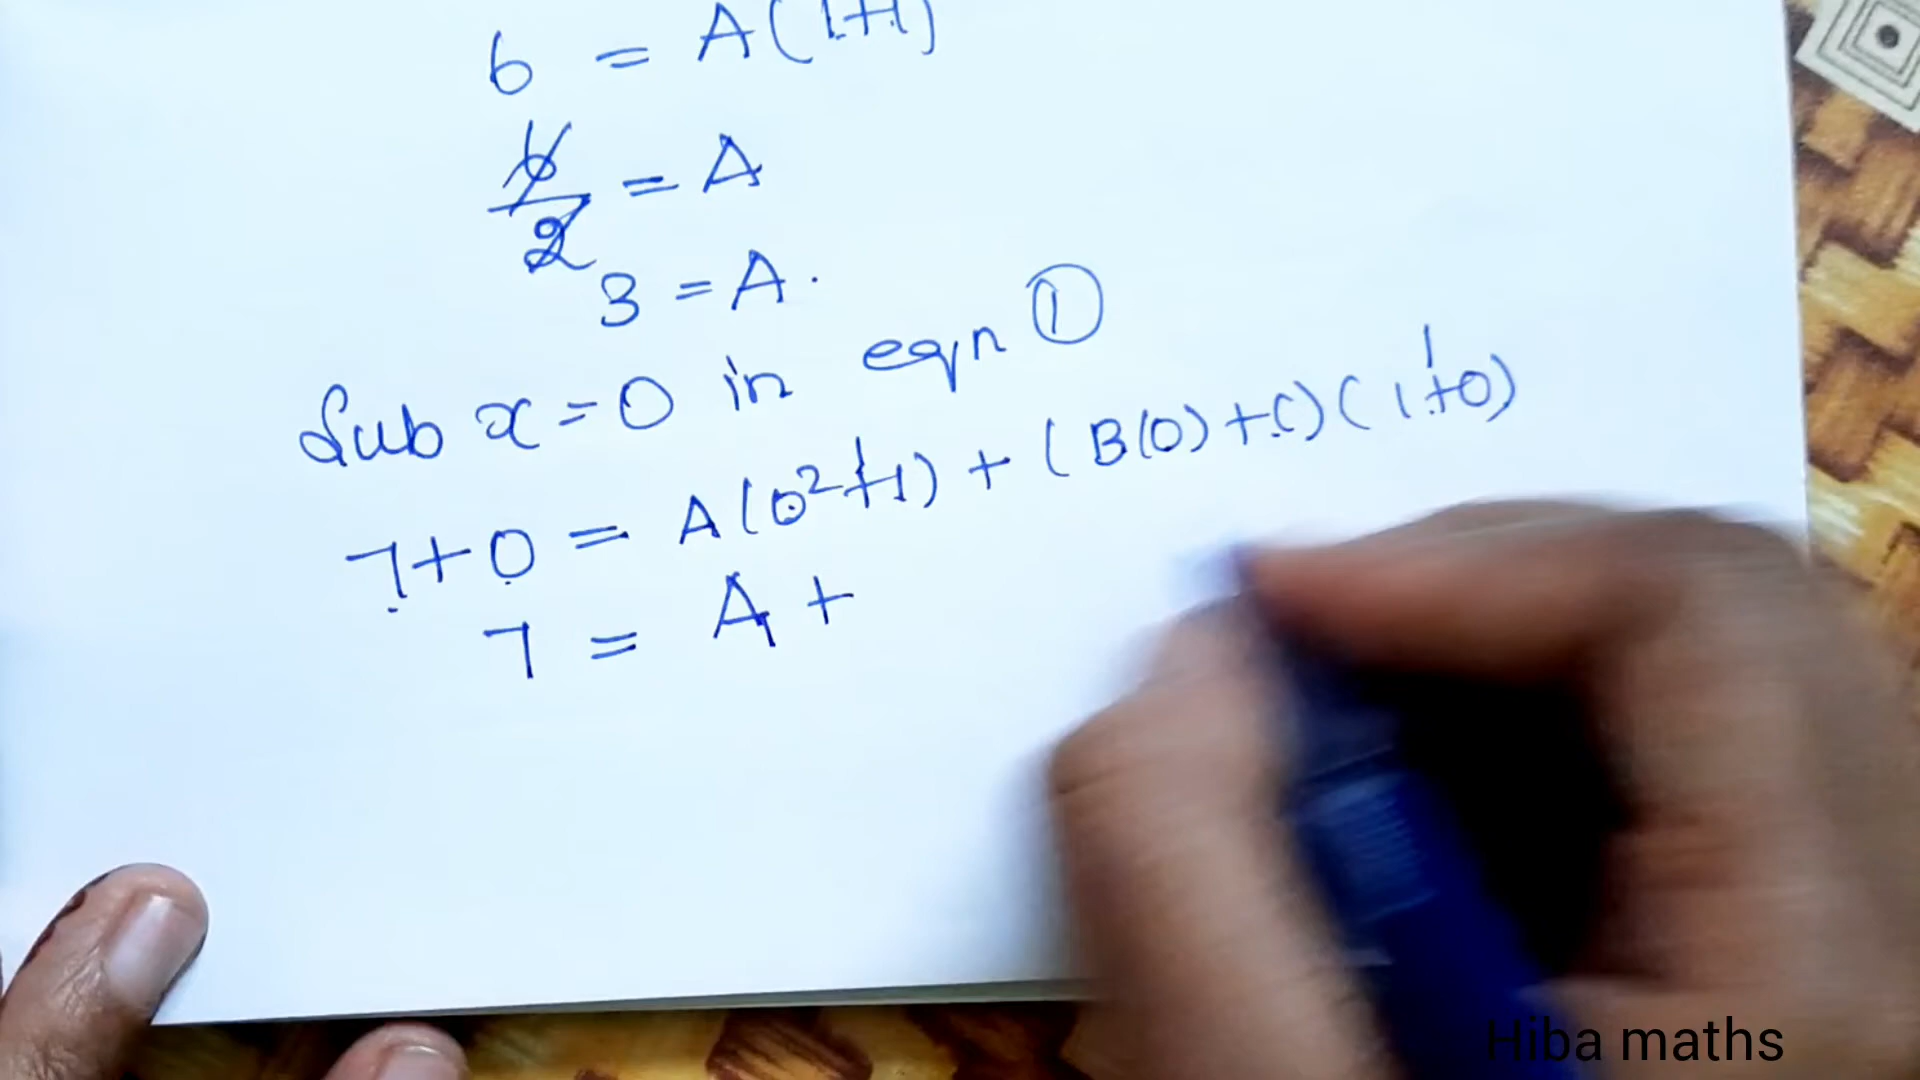 6 = A(1+1)
6/2 = A
3 = A.
Sub x = 0 in eqn ①
7+0 = A(0²+1) + (B(0)+C)(1+0)
7 = A +
Hiba maths